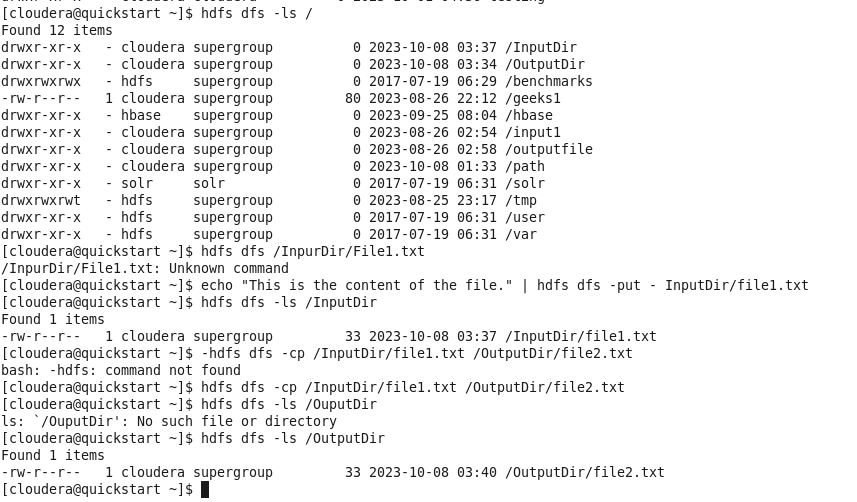 [cloudera@quickstart ~]$ hdfs dfs -ls /
Found 12 items
drwxr-xr-x   - cloudera supergroup          0 2023-10-08 03:37 /InputDir
drwxr-xr-x   - cloudera supergroup          0 2023-10-08 03:34 /OutputDir
drwxrwxrwx   - hdfs     supergroup          0 2017-07-19 06:29 /benchmarks
-rw-r--r--   1 cloudera supergroup         80 2023-08-26 22:12 /geeks1
drwxr-xr-x   - hbase    supergroup          0 2023-09-25 08:04 /hbase
drwxr-xr-x   - cloudera supergroup          0 2023-08-26 02:54 /input1
drwxr-xr-x   - cloudera supergroup          0 2023-08-26 02:58 /outputfile
drwxr-xr-x   - cloudera supergroup          0 2023-10-08 01:33 /path
drwxr-xr-x   - solr     solr                0 2017-07-19 06:31 /solr
drwxrwxrwt   - hdfs     supergroup          0 2023-08-25 23:17 /tmp
drwxr-xr-x   - hdfs     supergroup          0 2017-07-19 06:31 /user
drwxr-xr-x   - hdfs     supergroup          0 2017-07-19 06:31 /var
[cloudera@quickstart ~]$ hdfs dfs /InpurDir/File1.txt
/InpurDir/File1.txt: Unknown command
[cloudera@quickstart ~]$ echo "This is the content of the file." | hdfs dfs -put - InputDir/file1.txt
[cloudera@quickstart ~]$ hdfs dfs -ls /InputDir
Found 1 items
-rw-r--r--   1 cloudera supergroup         33 2023-10-08 03:37 /InputDir/file1.txt
[cloudera@quickstart ~]$ -hdfs dfs -cp /InputDir/file1.txt /OutputDir/file2.txt
bash: -hdfs: command not found
[cloudera@quickstart ~]$ hdfs dfs -cp /InputDir/file1.txt /OutputDir/file2.txt
[cloudera@quickstart ~]$ hdfs dfs -ls /OuputDir
ls: `/OuputDir': No such file or directory
[cloudera@quickstart ~]$ hdfs dfs -ls /OutputDir
Found 1 items
-rw-r--r--   1 cloudera supergroup         33 2023-10-08 03:40 /OutputDir/file2.txt
[cloudera@quickstart ~]$